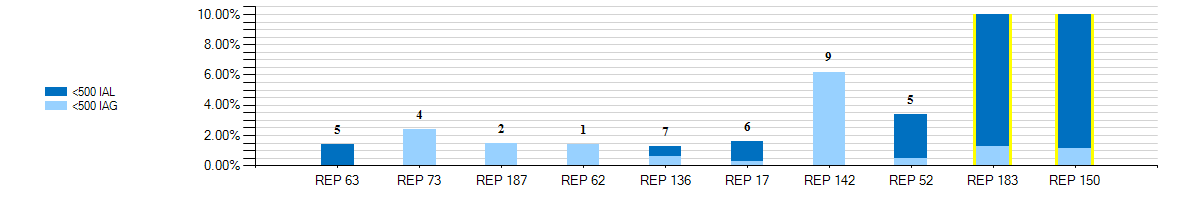 10.00%
8.00%
6.00%
4.00%
2.00%
0.00%
<500 IAL
<500 IAG
5
4
2
1
7
6
9
5
REP 63
REP 73
REP 187
REP 62
REP 136
REP 17
REP 142
REP 52
REP 183
REP 150